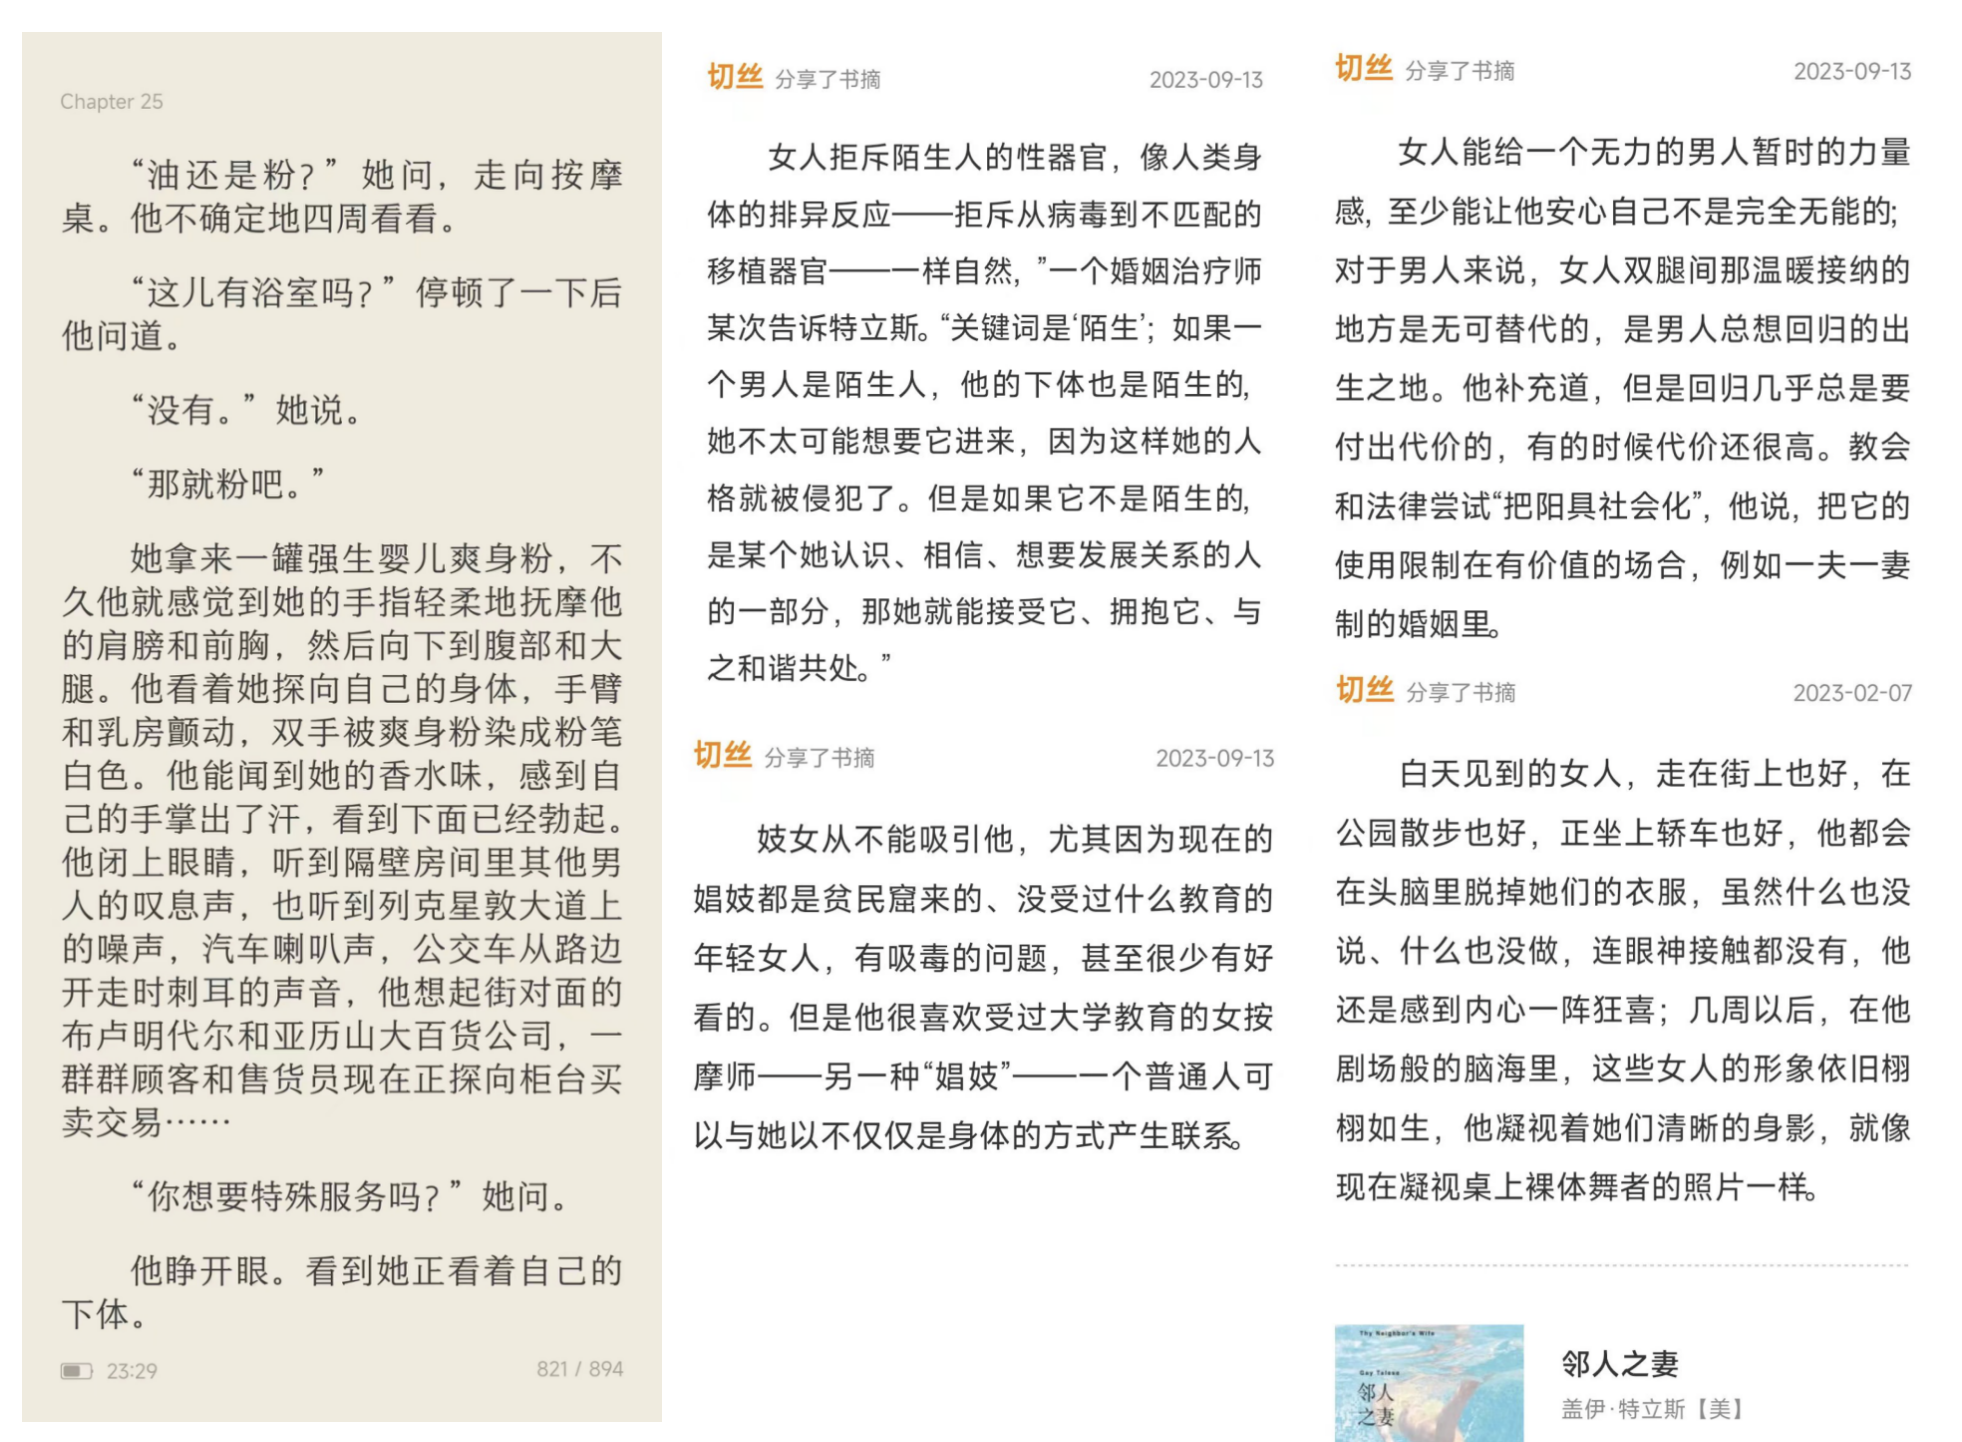 Chapter 25
“油还是粉？”她问，走向按摩
桌。他不确定地四周看看。
“这儿有浴室吗？”停顿了一下后
他问道。
“没有。”她说。
“那就粉吧。”
她拿来一罐强生婴儿爽身粉，不
久他就感觉到她的手指轻柔地抚摩他
的肩膀和前胸，然后向下到腹部和大
腿。他看着她探向自己的身体，手臂
和乳房颤动，双手被爽身粉染成粉笔
白色。他能闻到她的香水味，感到自
己的手掌出了汗，看到下面已经勃起。
他闭上眼睛，听到隔壁房间里其他男
人的叹息声，也听到列克星敦大道上
的噪声，汽车喇叭声，公交车从路边
开走时刺耳的声音，他想起街对面的
布卢明代尔和亚历山大百货公司，一
群群顾客和售货员现在正探向柜台买
卖交易……
“你想要特殊服务吗？”她问。
他睁开眼。看到她正看着自己的
下体。
23:29
821 / 894
切丝 分享了书摘 2023-09-13
女人拒斥陌生人的性器官，像人类身
体的排异反应——拒斥从病毒到不匹配的
移植器官——一样自然，”一个婚姻治疗师
某次告诉特立斯。“关键词是‘陌生’；如果一
个男人是陌生人，他的下体也是陌生的，
她不太可能想要它进来，因为这样她的人
格就被侵犯了。但是如果它不是陌生的，
是某个她认识、相信、想要发展关系的人
的一部分，那她就能接受它、拥抱它、与
之和谐共处。”
切丝 分享了书摘 2023-09-13
妓女从不能吸引他，尤其因为现在的
娼妓都是贫民窟来的、没受过什么教育的
年轻女人，有吸毒的问题，甚至很少有好
看的。但是他很喜欢受过大学教育的女按
摩师——另一种“娼妓”——一个普通人可
以与她以不仅仅是身体的方式产生联系。
切丝 分享了书摘 2023-09-13
女人能给一个无力的男人暂时的力量
感，至少能让他安心自己不是完全无能的；
对于男人来说，女人双腿间那温暖接纳的
地方是无可替代的，是男人总想回归的出
生之地。他补充道，但是回归几乎总是要
付出代价的，有的时候代价还很高。教会
和法律尝试“把阳具社会化”，他说，把它的
使用限制在有价值的场合，例如一夫一妻
制的婚姻里。
切丝 分享了书摘 2023-02-07
白天见到的女人，走在街上也好，在
公园散步也好，正坐上轿车也好，他都会
在头脑里脱掉她们的衣服，虽然什么也没
说、什么也没做，连眼神接触都没有，他
还是感到内心一阵狂喜；几周以后，在他
剧场般的脑海里，这些女人的形象依旧栩
栩如生，他凝视着她们清晰的身影，就像
现在凝视桌上裸体舞者的照片一样。
Thy Neighbor's Wife
Gay Talese
邻人
之妻
邻人之妻
盖伊·特立斯【美】